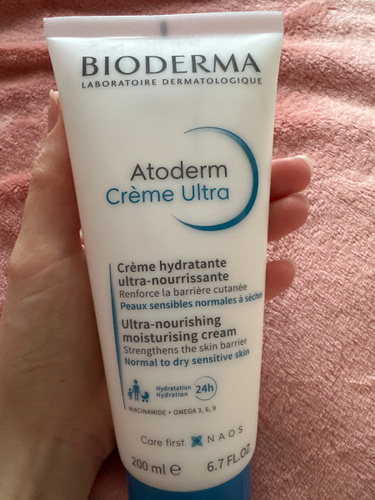 BIODERMA
LABORATOIRE DERMATOLOGIQUE
Atoderm
Crème Ultra
Crème hydratante
ultra-nourrissante
Renforce la barrière cutanée
Peaux sensibles normales à sèches
Ultra-nourishing
moisturising cream
Strengthens the skin barrier
Normal to dry sensitive skin
Hydratation
Hydration
24h
NIACINAMIDE • OMEGA 3, 6, 9
Care first. NAOS
200 ml e 6.7 FL.OZ